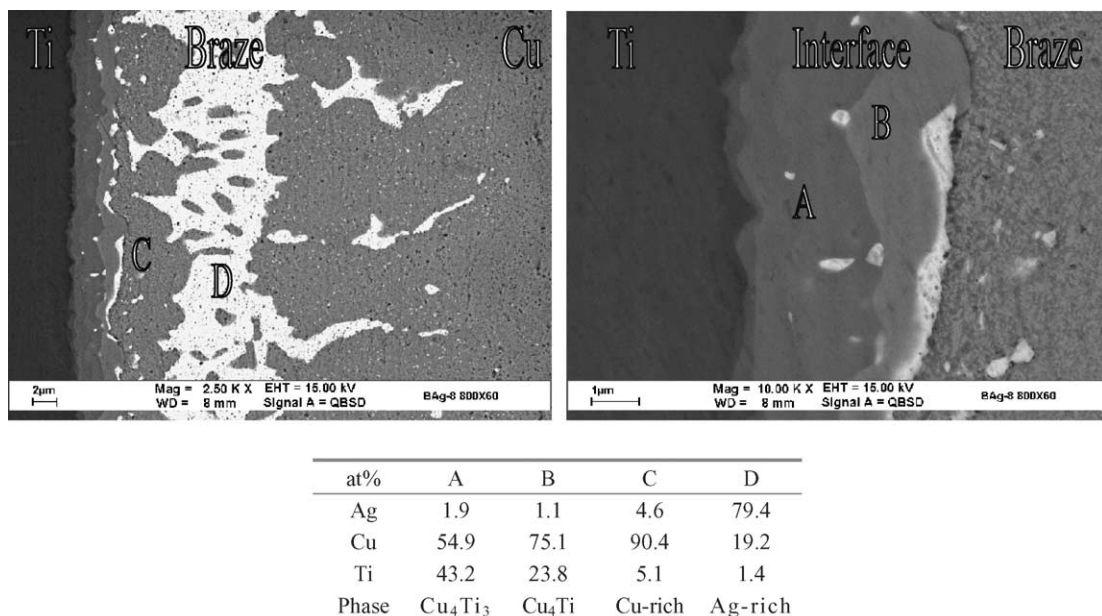 Ti Braze Cu
C
D
2µm
Mag = 2.50 K X EHT = 15.00 kV
WD = 8 mm Signal A = QBSD
BAg-8 800X60
Ti Interface Braze
B
A
1µm
Mag = 10.00 K X EHT = 15.00 kV
WD = 8 mm Signal A = QBSD
BAg-8 800X60
at% A B C D
Ag 1.9 1.1 4.6 79.4
Cu 54.9 75.1 90.4 19.2
Ti 43.2 23.8 5.1 1.4
Phase Cu₄Ti₃ Cu₄Ti Cu-rich Ag-rich